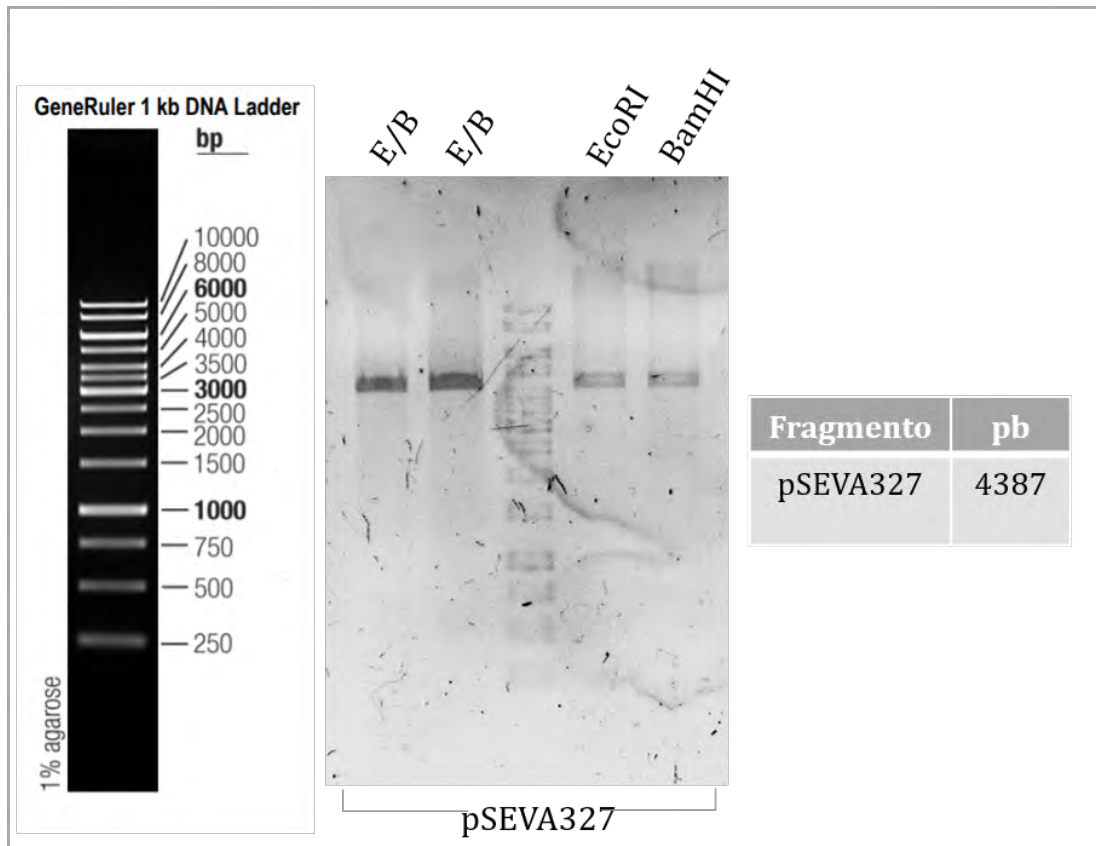 GeneRuler 1 kb DNA Ladder
bp
10000
8000
6000
5000
4000
3500
3000
2500
2000
1500
1000
750
500
250
1% agarose
E/B
E/B
EcoRI
BamHI
pSEVA327
Fragmento pb
pSEVA327 4387